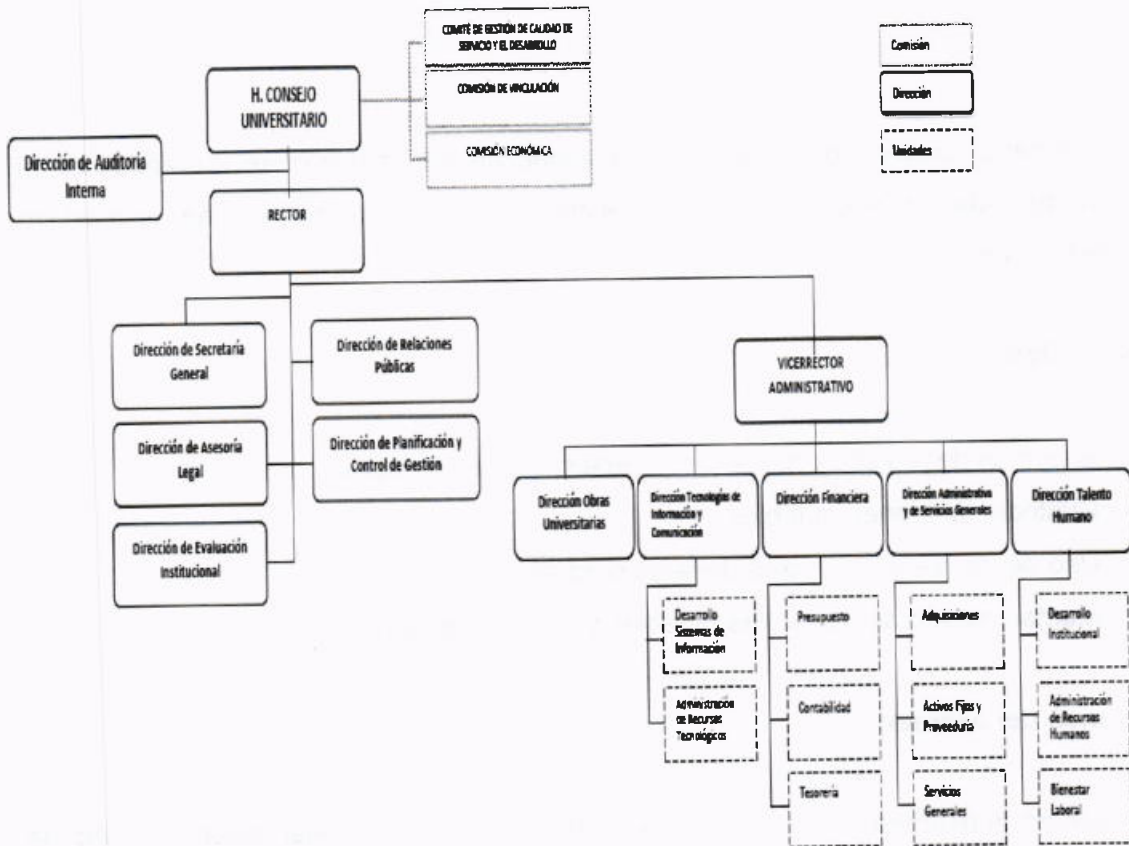 COMITÉ DE GESTIÓN DE CALIDAD DE
SERVICIO Y EL DESARROLLO
COMISIÓN DE VINCULACIÓN
COMISIÓN ECONÓMICA
Comisión
Dirección
Unidades
H. CONSEJO
UNIVERSITARIO
Dirección de Auditoria
Interna
RECTOR
Dirección de Secretaría
General
Dirección de Relaciones
Públicas
Dirección de Asesoría
Legal
Dirección de Planificación y
Control de Gestión
Dirección de Evaluación
Institucional
VICERRECTOR
ADMINISTRATIVO
Dirección Obras
Universitarias
Dirección Tecnologías de
Información y
Comunicación
Dirección Financiera
Dirección Administrativa
y de Servicios Generales
Dirección Talento
Humano
Desarrollo
Sistemas de
Información
Administración
de Recursos
Tecnológicos
Presupuesto
Contabilidad
Tesorería
Adquisiciones
Activos Fijos y
Proveeduría
Servicios
Generales
Desarrollo
Institucional
Administración
de Recursos
Humanos
Bienestar
Laboral